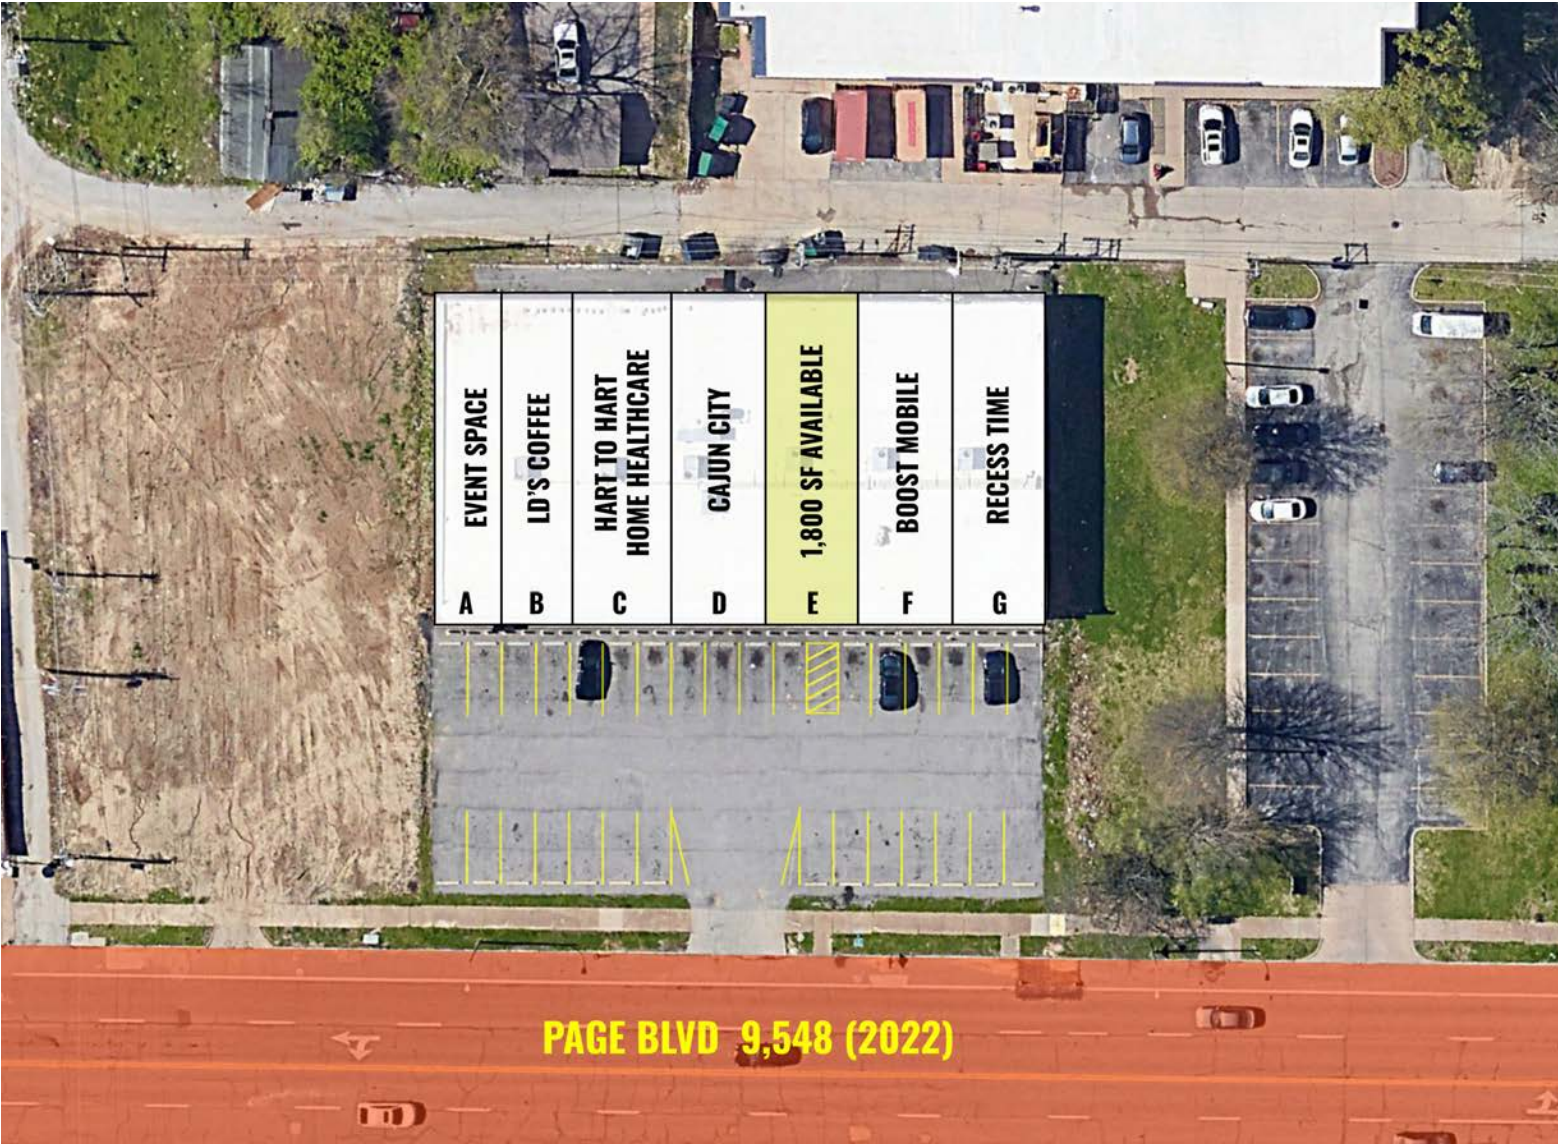 EVENT SPACE
A
LD'S COFFEE
B
HART TO HART
HOME HEALTHCARE
C
CAJUN CITY
D
1,800 SF AVAILABLE
E
BOOST MOBILE
F
RECESS TIME
G
PAGE BLVD 9,548 (2022)